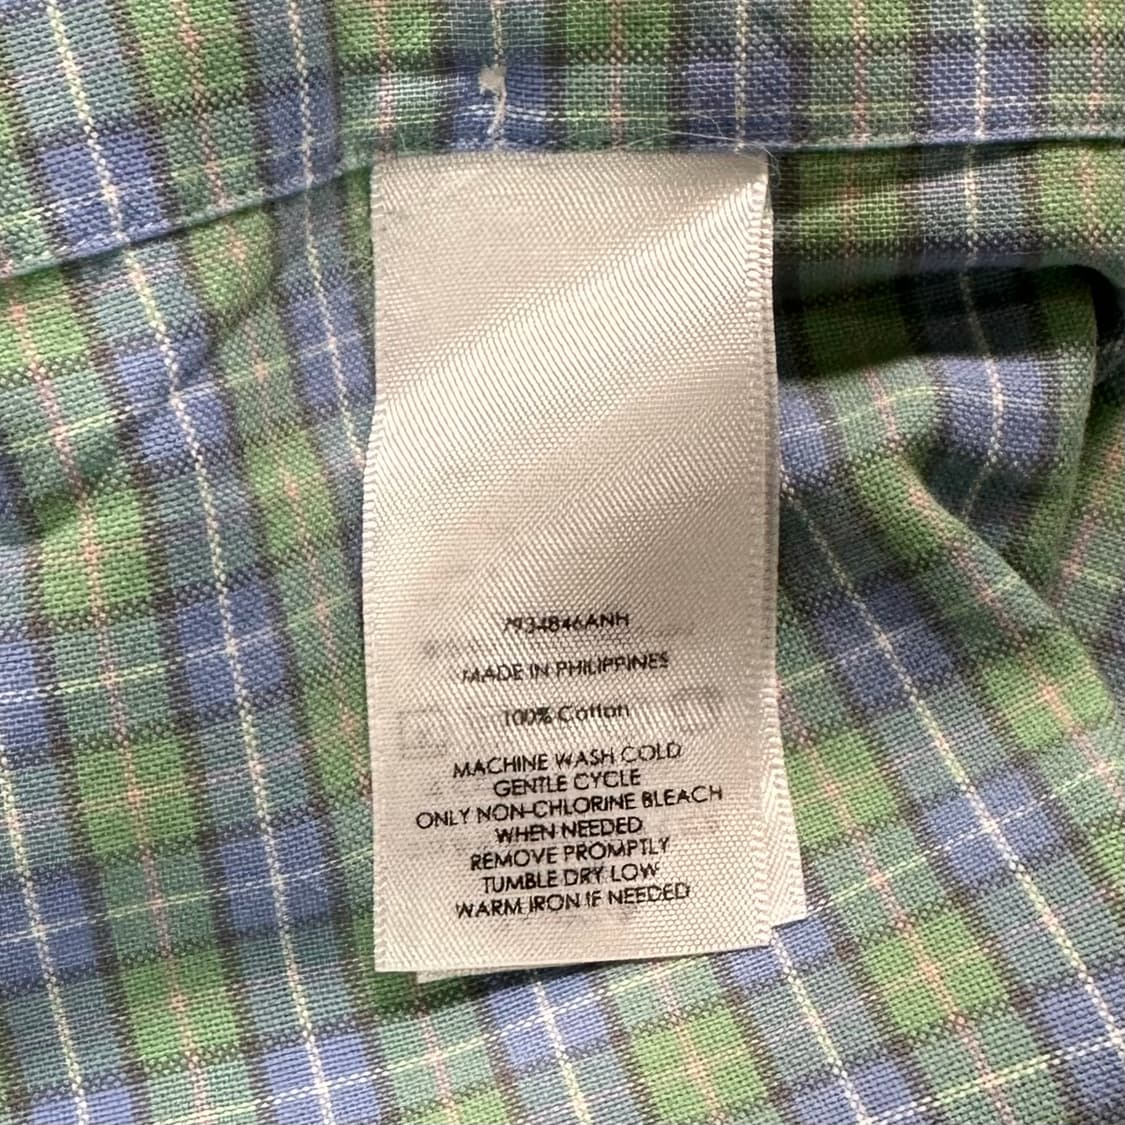 7934846ANH
MADE IN PHILIPPINES
100% Cotton
MACHINE WASH COLD
GENTLE CYCLE
ONLY NON-CHLORINE BLEACH
WHEN NEEDED
REMOVE PROMPTLY
TUMBLE DRY LOW
WARM IRON IF NEEDED